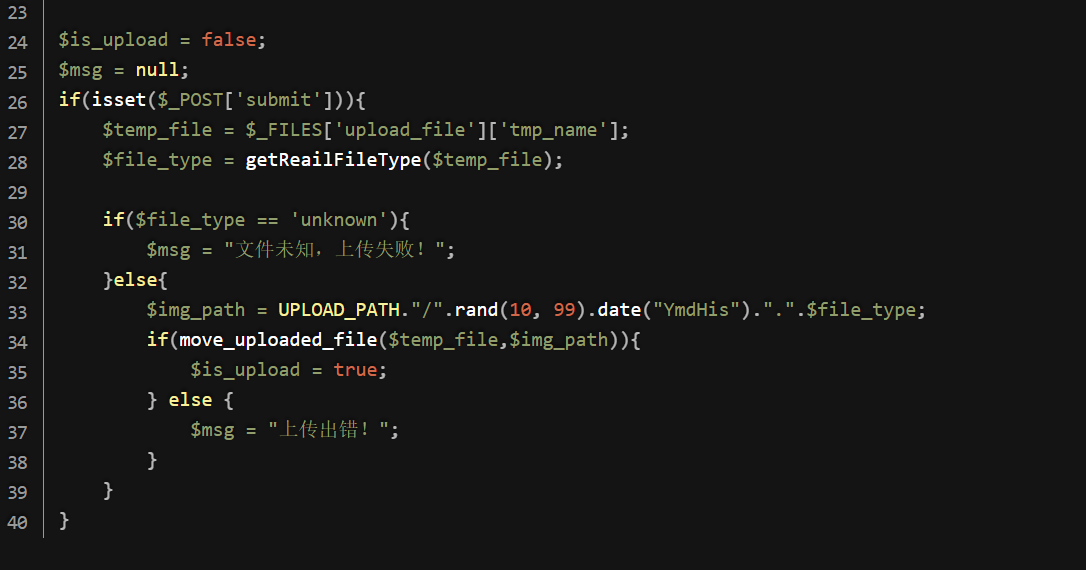 23
24 $is_upload = false;
25 $msg = null;
26 if(isset($_POST['submit'])){
27     $temp_file = $_FILES['upload_file']['tmp_name'];
28     $file_type = getReailFileType($temp_file);
29
30     if($file_type == 'unknown'){
31         $msg = "文件未知，上传失败！";
32     }else{
33         $img_path = UPLOAD_PATH."/".rand(10, 99).date("YmdHis").".".$file_type;
34         if(move_uploaded_file($temp_file,$img_path)){
35             $is_upload = true;
36         } else {
37             $msg = "上传出错！";
38         }
39     }
40 }